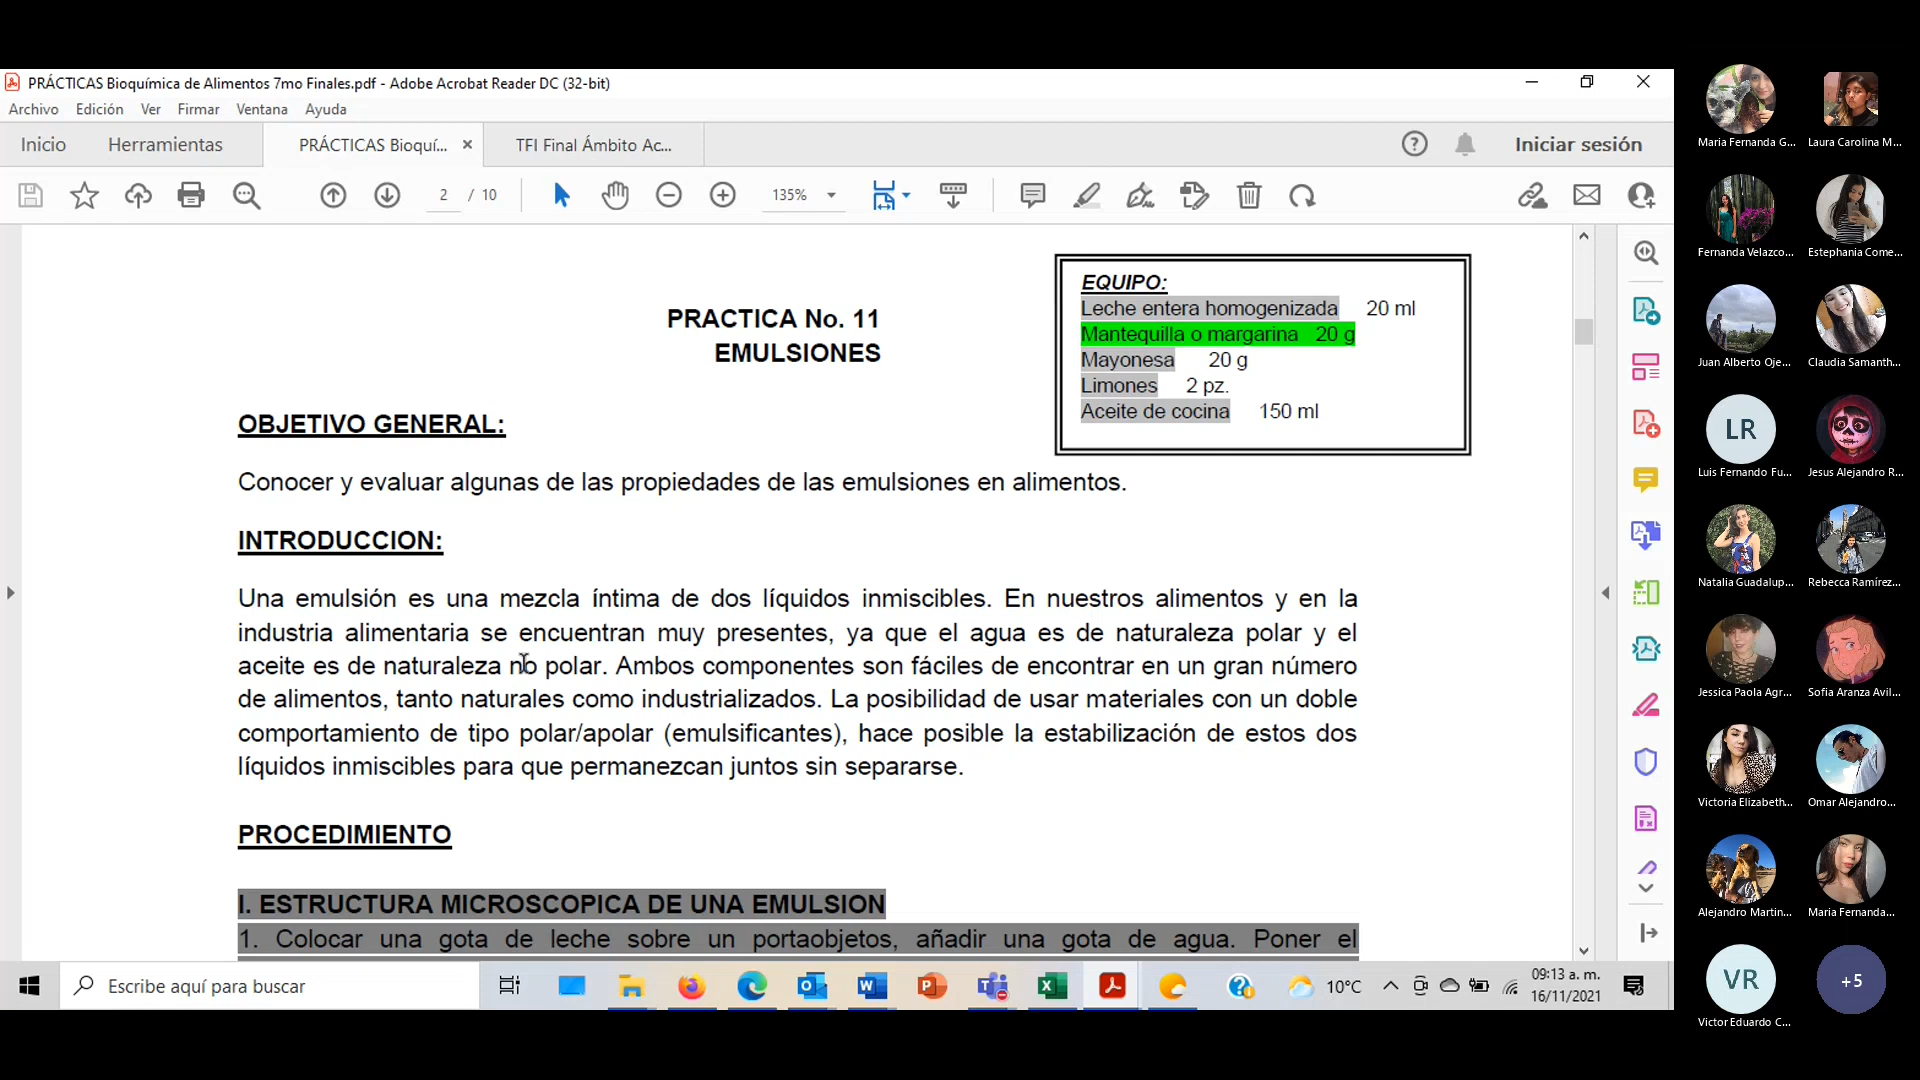 PRÁCTICAS Bioquímica de Alimentos 7mo Finales.pdf - Adobe Acrobat Reader DC (32-bit)
Archivo Edición Ver Firmar Ventana Ayuda
Inicio Herramientas PRÁCTICAS Bioquí... TFI Final Ámbito Ac... Iniciar sesión
2 / 10 135%
EQUIPO:
Leche entera homogenizada 20 ml
Mantequilla o margarina 20 g
Mayonesa 20 g
Limones 2 pz.
Aceite de cocina 150 ml
PRACTICA No. 11
EMULSIONES
OBJETIVO GENERAL:
Conocer y evaluar algunas de las propiedades de las emulsiones en alimentos.
INTRODUCCION:
Una emulsión es una mezcla íntima de dos líquidos inmiscibles. En nuestros alimentos y en la
industria alimentaria se encuentran muy presentes, ya que el agua es de naturaleza polar y el
aceite es de naturaleza no polar. Ambos componentes son fáciles de encontrar en un gran número
de alimentos, tanto naturales como industrializados. La posibilidad de usar materiales con un doble
comportamiento de tipo polar/apolar (emulsificantes), hace posible la estabilización de estos dos
líquidos inmiscibles para que permanezcan juntos sin separarse.
PROCEDIMIENTO
I. ESTRUCTURA MICROSCOPICA DE UNA EMULSION
1. Colocar una gota de leche sobre un portaobjetos, añadir una gota de agua. Poner el
Escribe aquí para buscar
10°C
09:13 a. m.
16/11/2021
Maria Fernanda G... Laura Carolina M...
Fernanda Velazco... Estephania Come...
Juan Alberto Oje... Claudia Samanth...
LR
Luis Fernando Fu... Jesus Alejandro R...
Natalia Guadalup... Rebecca Ramírez...
Jessica Paola Agr... Sofia Aranza Avil...
Victoria Elizabeth... Omar Alejandro...
Alejandro Martin... Maria Fernanda...
VR +5
Victor Eduardo C...